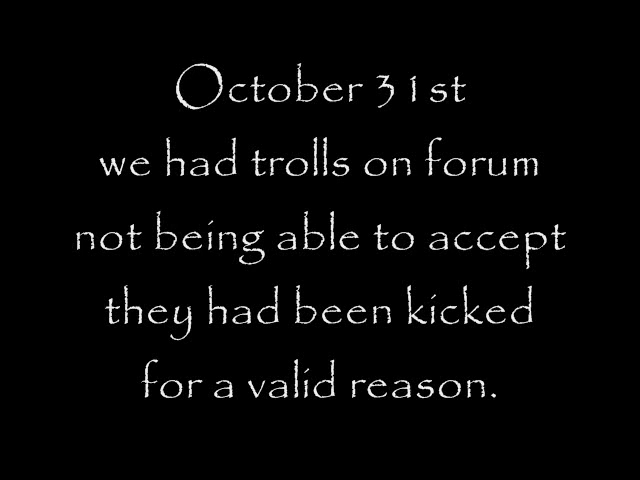 October 31st
we had trolls on forum
not being able to accept
they had been kicked
for a valid reason.